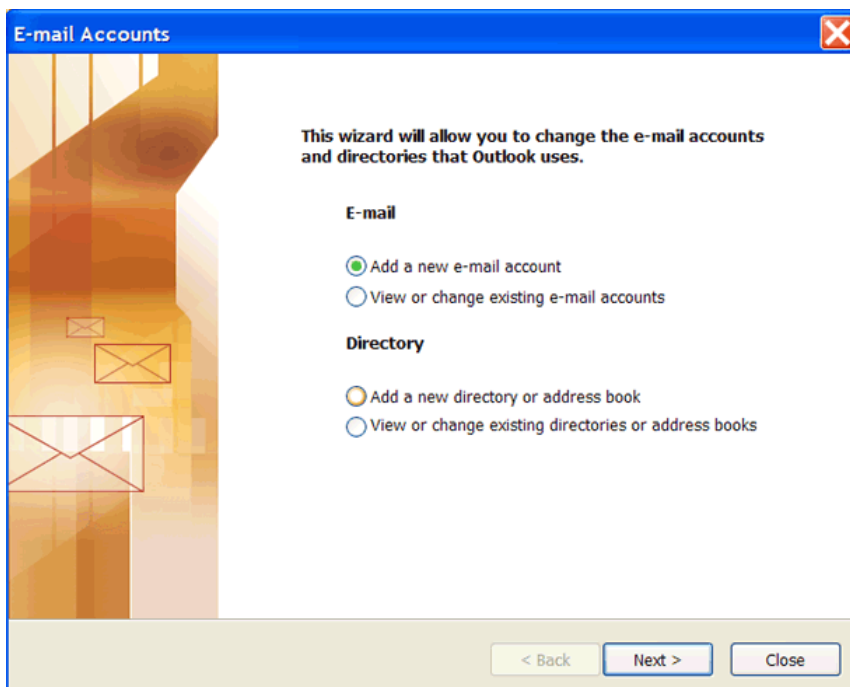 E-mail Accounts
This wizard will allow you to change the e-mail accounts
and directories that Outlook uses.
E-mail
Add a new e-mail account
View or change existing e-mail accounts
Directory
Add a new directory or address book
View or change existing directories or address books
< Back
Next >
Close